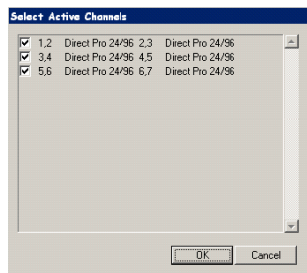 Select Active Channels
1,2 Direct Pro 24/96 2,3 Direct Pro 24/96
3,4 Direct Pro 24/96 4,5 Direct Pro 24/96
5,6 Direct Pro 24/96 6,7 Direct Pro 24/96
OK Cancel